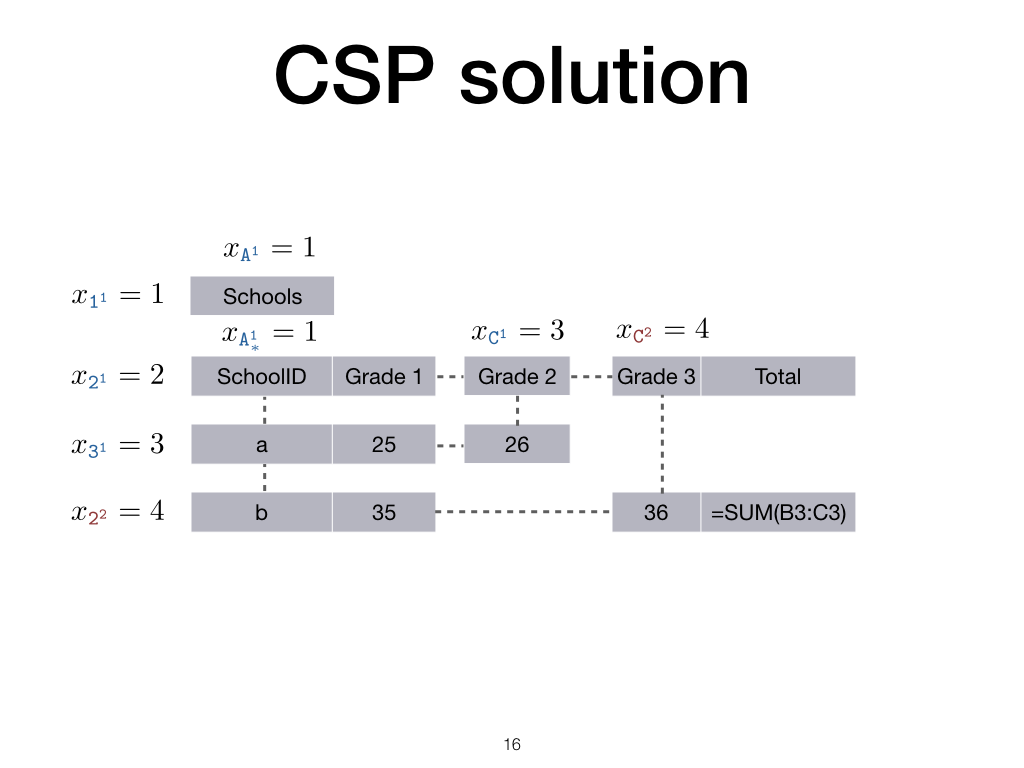 CSP solution
x_{A^1} = 1
x_{1^1} = 1 Schools
x_{A^1_*} = 1 x_{C^1} = 3 x_{C^2} = 4
x_{2^1} = 2 SchoolID Grade 1 Grade 2 Grade 3 Total
x_{3^1} = 3 a 25 26
x_{2^2} = 4 b 35 36 =SUM(B3:C3)
16